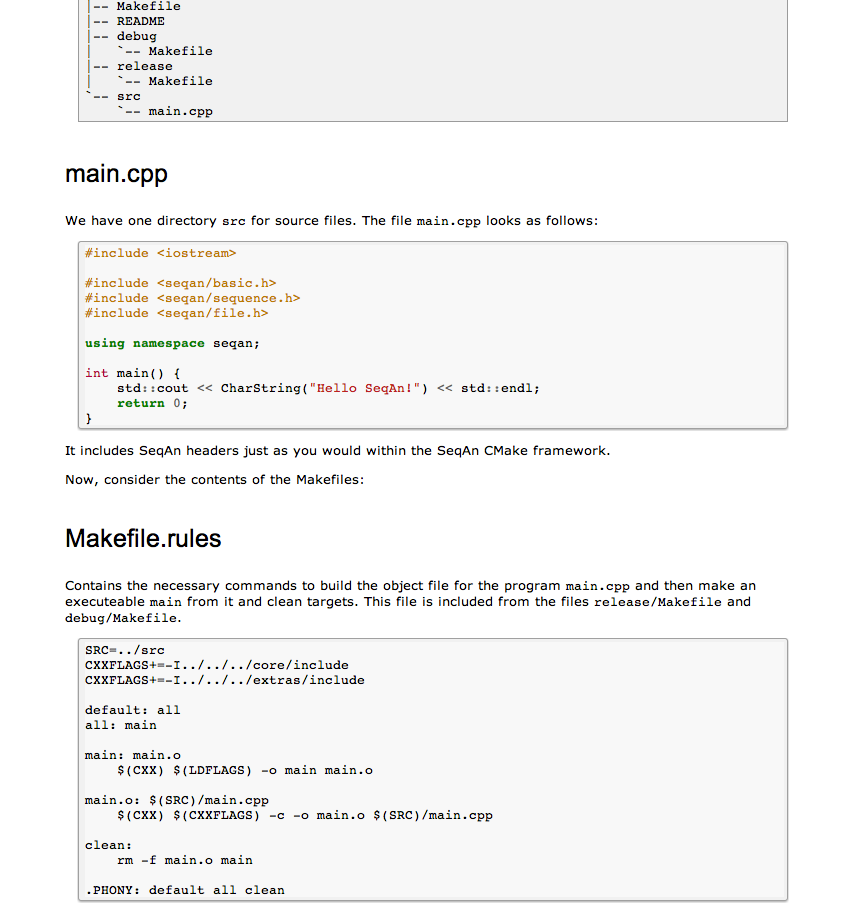 |-- Makefile
|-- README
|-- debug
|   `-- Makefile
|-- release
|   `-- Makefile
`-- src
    `-- main.cpp
main.cpp
We have one directory src for source files. The file main.cpp looks as follows:
#include <iostream>
#include <seqan/basic.h>
#include <seqan/sequence.h>
#include <seqan/file.h>
using namespace seqan;
int main() {
    std::cout << CharString("Hello SeqAn!") << std::endl;
    return 0;
}
It includes SeqAn headers just as you would within the SeqAn CMake framework.
Now, consider the contents of the Makefiles:
Makefile.rules
Contains the necessary commands to build the object file for the program main.cpp and then make an
executeable main from it and clean targets. This file is included from the files release/Makefile and
debug/Makefile.
SRC=../src
CXXFLAGS+=-I../../../core/include
CXXFLAGS+=-I../../../extras/include
default: all
all: main
main: main.o
    $(CXX) $(LDFLAGS) -o main main.o
main.o: $(SRC)/main.cpp
    $(CXX) $(CXXFLAGS) -c -o main.o $(SRC)/main.cpp
clean:
    rm -f main.o main
.PHONY: default all clean